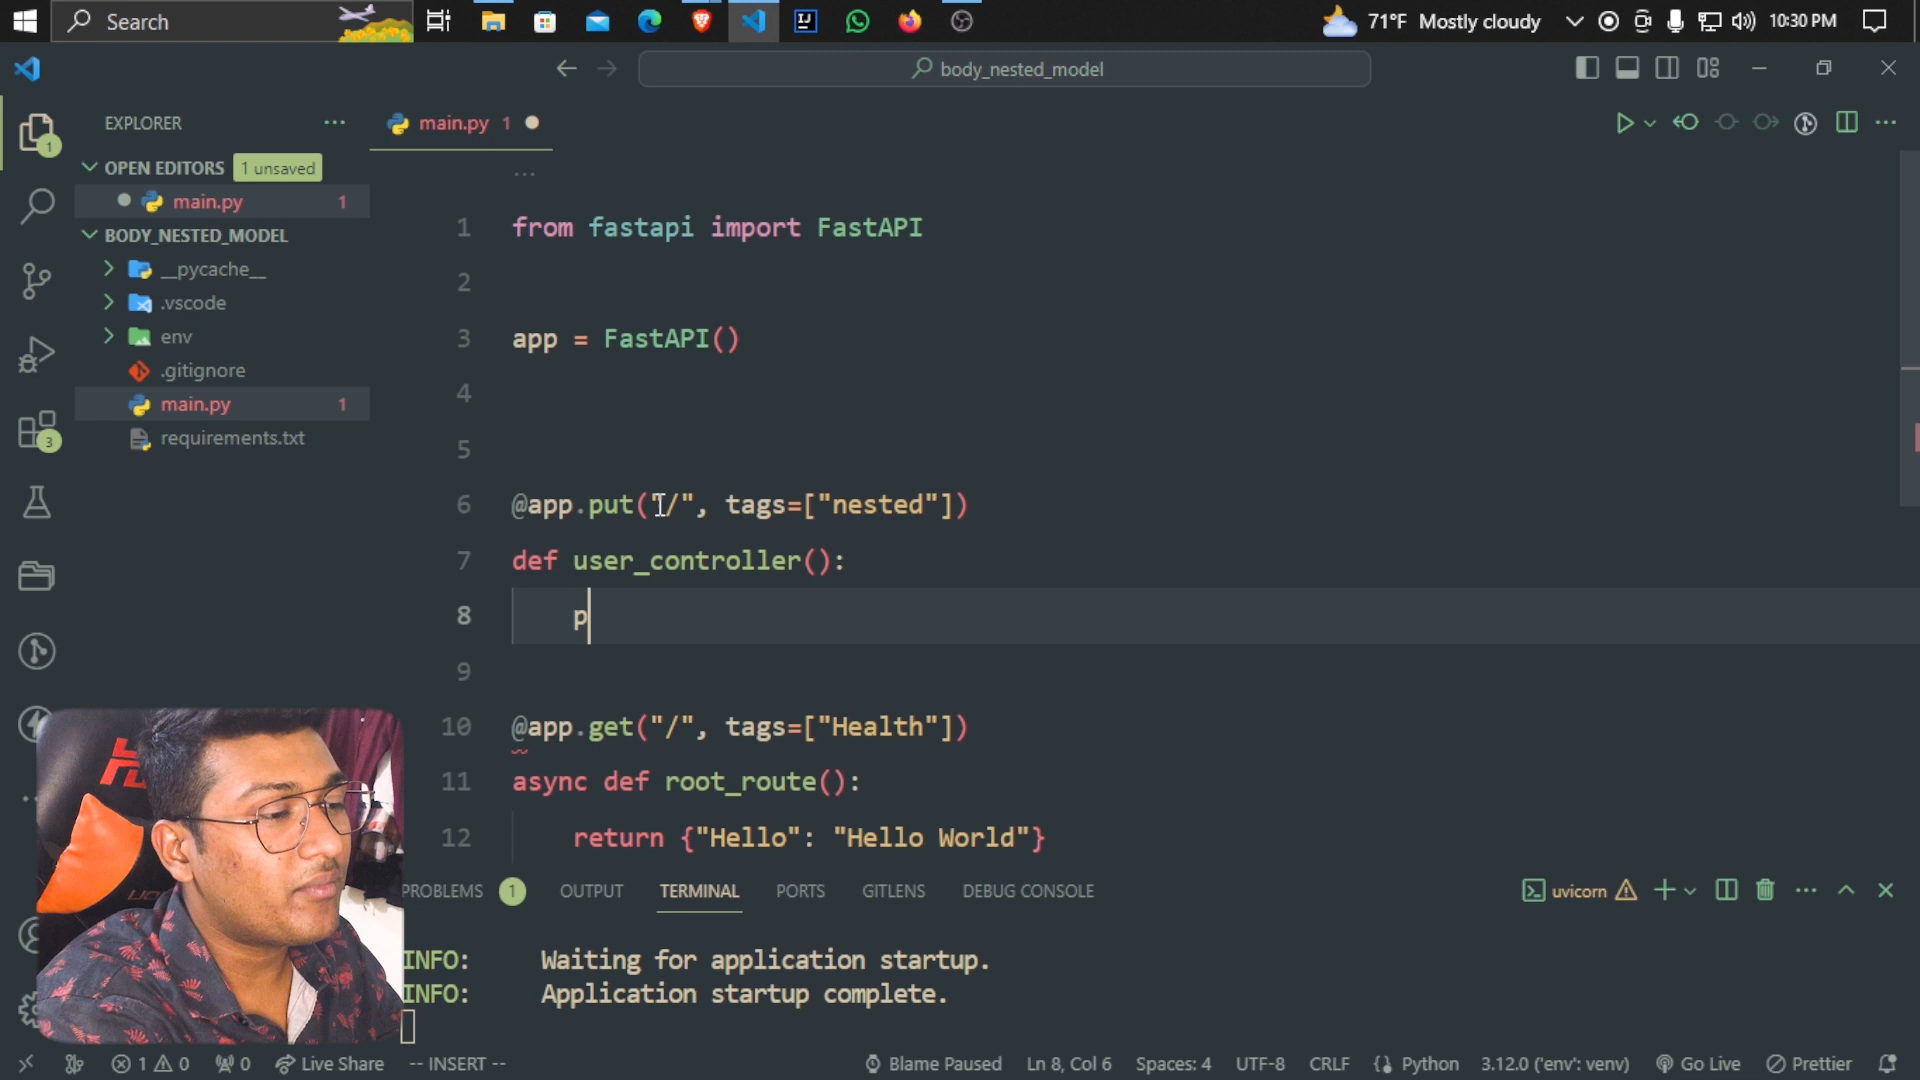 Search
71°F Mostly cloudy
10:30 PM
body_nested_model
EXPLORER
main.py 1
OPEN EDITORS 1 unsaved
main.py 1
BODY_NESTED_MODEL
__pycache__
.vscode
env
.gitignore
main.py 1
requirements.txt
1
3
...
1 from fastapi import FastAPI
2
3 app = FastAPI()
4
5
6 @app.put("/", tags=["nested"])
7 def user_controller():
8 p
9
10 @app.get("/", tags=["Health"])
11 async def root_route():
12 return {"Hello": "Hello World"}
PROBLEMS 1 OUTPUT TERMINAL PORTS GITLENS DEBUG CONSOLE
uvicorn
INFO: Waiting for application startup.
INFO: Application startup complete.
1 0 0 Live Share -- INSERT --
Blame Paused Ln 8, Col 6 Spaces: 4 UTF-8 CRLF Python 3.12.0 ('env': venv) Go Live Prettier